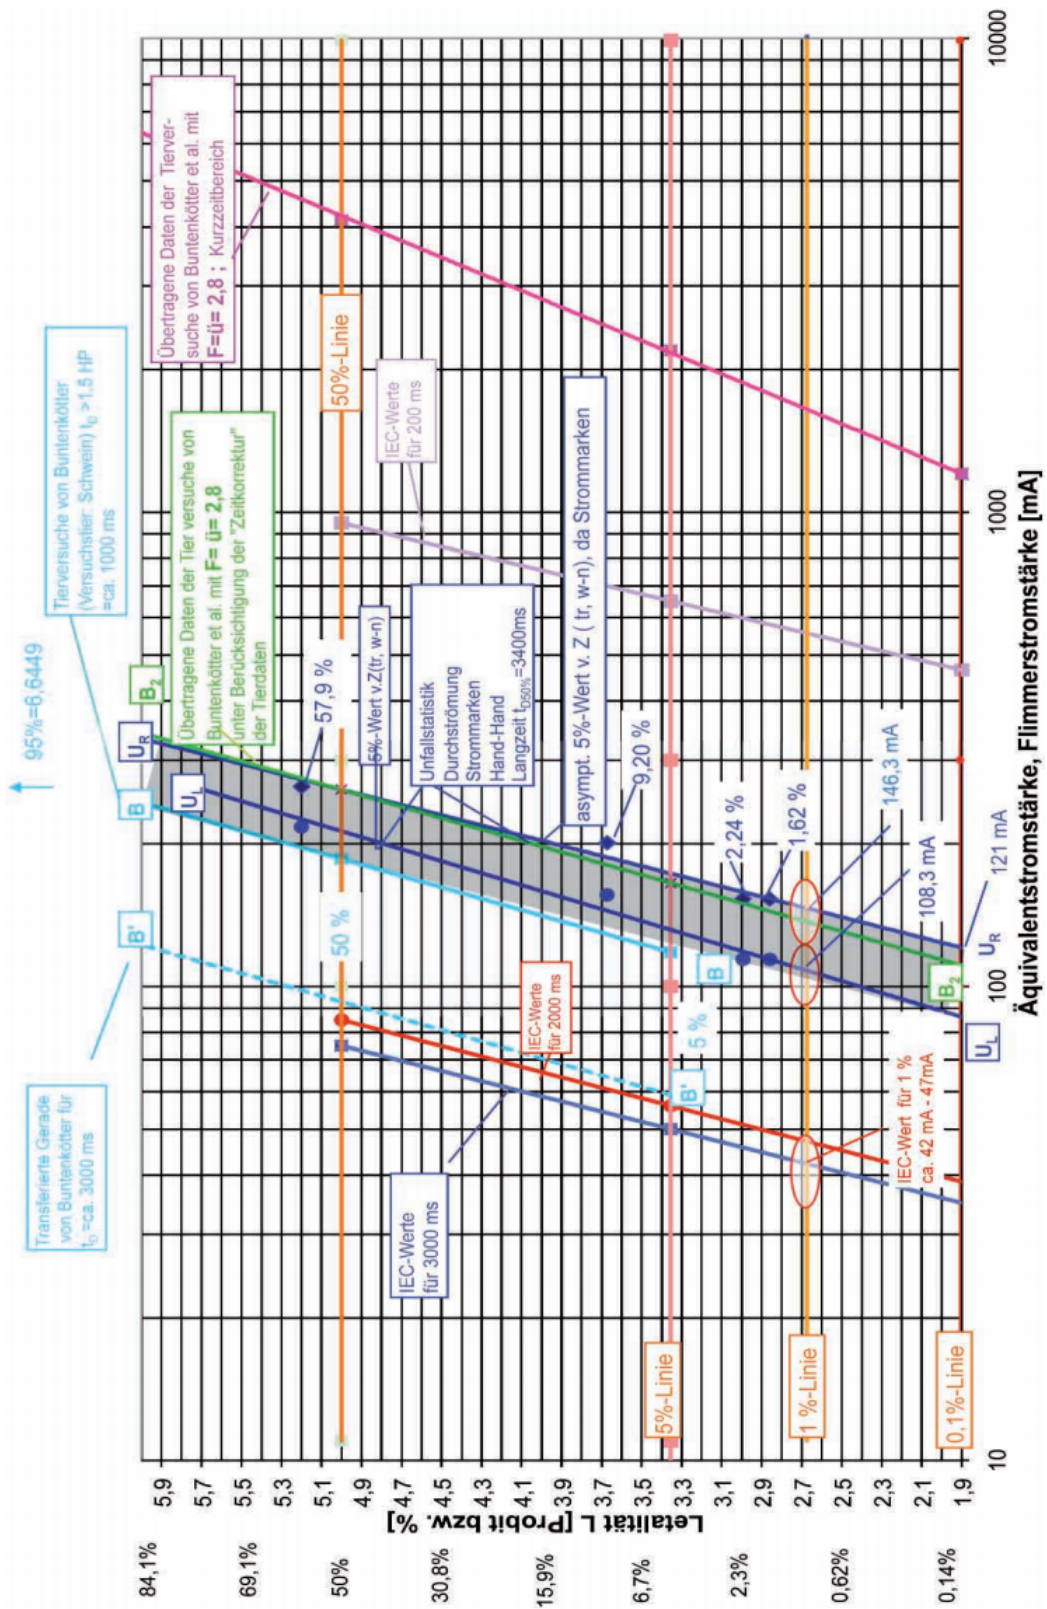 95%=6,6449
Tierversuche von Buntenkötter
(Versuchstier: Schwein) tD >1,5 HP
=ca. 1000 ms
Transferierte Gerade
von Buntenkötter für
tD =ca. 3000 ms
Übertragene Daten der Tierver-
suche von Buntenkötter et al. mit
F=ü= 2,8 ; Kurzzeitbereich
Übertragene Daten der Tier versuche von
Buntenkötter et al. mit F= ü= 2,8
unter Berücksichtigung der "Zeitkorrektur"
der Tierdaten
B'
B
UR
B2
UL
57,9 %
50%-Linie
50 %
IEC-Werte
für 200 ms
5%-Wert v.Z(tr, w-n)
Unfallstatistik
Durchströmung
Strommarken
Hand-Hand
Langzeit tD50%=3400ms
asympt. 5%-Wert v. Z ( tr, w-n), da Strommarken
IEC-Werte
für 3000 ms
IEC-Werte
für 2000 ms
9,20 %
5%-Linie
5 %
B'
B
2,24 %
1,62 %
1 %-Linie
146,3 mA
108,3 mA
IEC-Wert für 1 %
ca. 42 mA - 47mA
0,1%-Linie
B2
UL
UR
121 mA
Letalität L [Probit bzw. %]
84,1%
69,1%
50%
30,8%
15,9%
6,7%
2,3%
0,62%
0,14%
5,9
5,7
5,5
5,3
5,1
4,9
4,7
4,5
4,3
4,1
3,9
3,7
3,5
3,3
3,1
2,9
2,7
2,5
2,3
2,1
1,9
10
100
1000
10000
Äquivalentstromstärke, Flimmerstromstärke [mA]